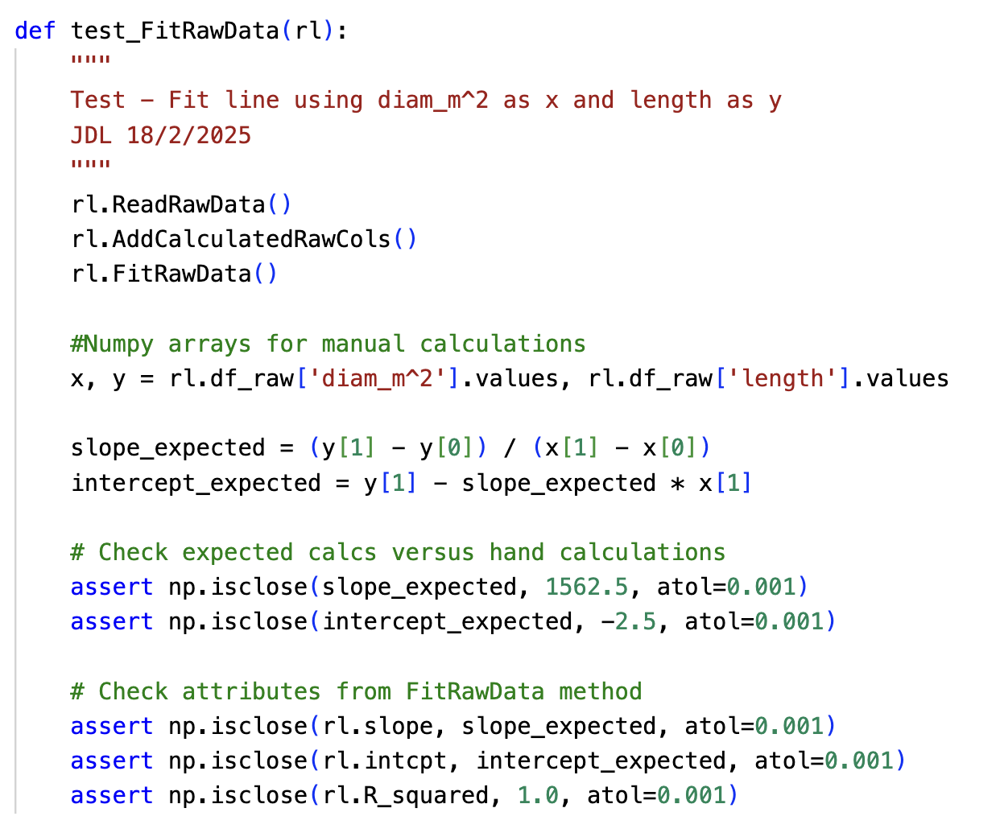 def test_FitRawData(rl):
    """
    Test – Fit line using diam_m^2 as x and length as y
    JDL 18/2/2025
    """
    rl.ReadRawData()
    rl.AddCalculatedRawCols()
    rl.FitRawData()

    #Numpy arrays for manual calculations
    x, y = rl.df_raw['diam_m^2'].values, rl.df_raw['length'].values

    slope_expected = (y[1] - y[0]) / (x[1] - x[0])
    intercept_expected = y[1] - slope_expected * x[1]

    # Check expected calcs versus hand calculations
    assert np.isclose(slope_expected, 1562.5, atol=0.001)
    assert np.isclose(intercept_expected, -2.5, atol=0.001)

    # Check attributes from FitRawData method
    assert np.isclose(rl.slope, slope_expected, atol=0.001)
    assert np.isclose(rl.intcpt, intercept_expected, atol=0.001)
    assert np.isclose(rl.R_squared, 1.0, atol=0.001)